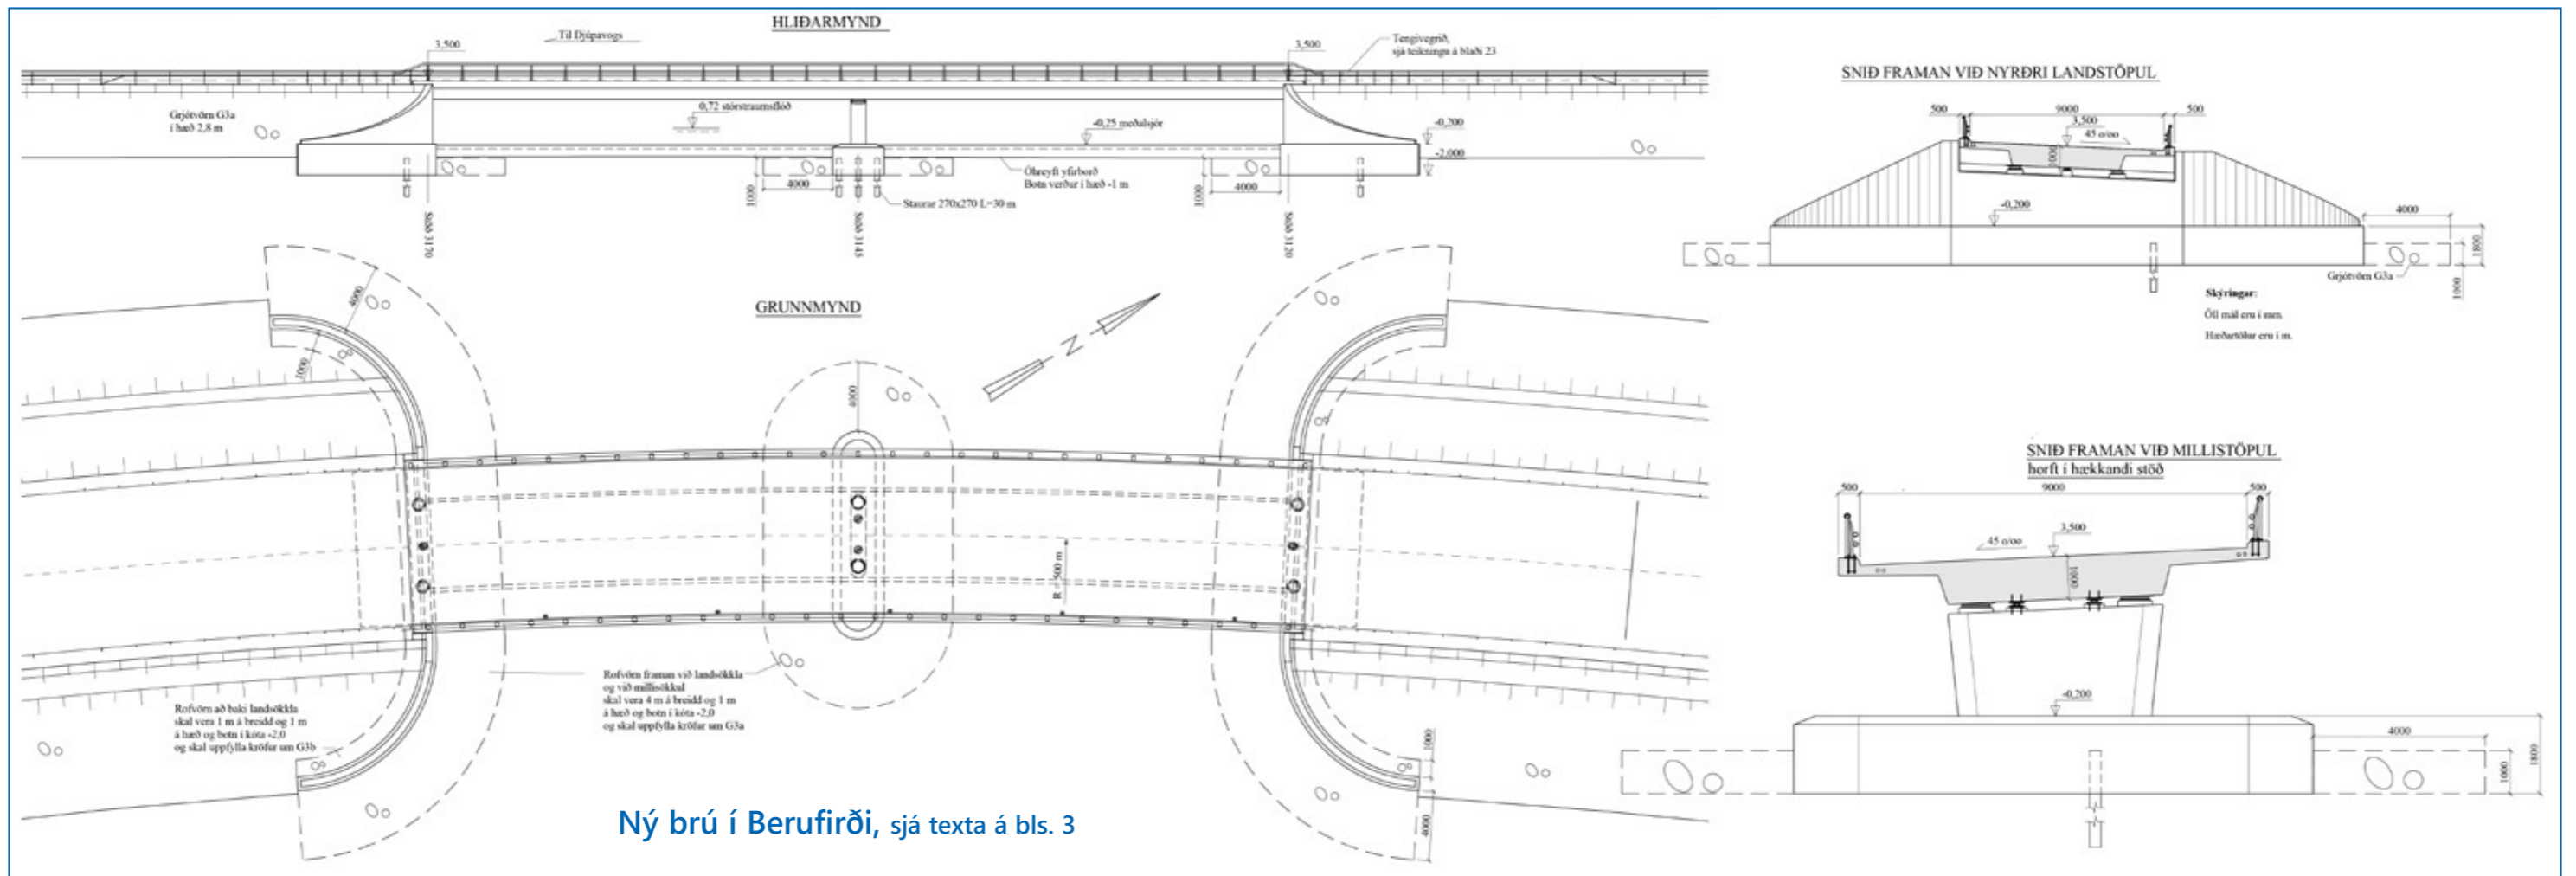 HLIÐARMYND
Til Djúpavogs
3,500
3,500
Tengivegrið,
sjá teikningu á blaði 23
Grjótvörn G3a
í hæð 2,8 m
0,72 stórstraumsflóð
-0,25 meðalsjór
-0,200
-2,000
Óhreyft yfirborð
Botn verður í hæð -1 m
1000
4000
1000
4000
Staurar 270x270 L=30 m
Stöð 3170
Stöð 3145
Stöð 3120
GRUNNMYND
N
4000
1000
4000
R = 500 m
Rofvörn framan við landsökkla
og við millisökkul
skal vera 4 m á breidd og 1 m
á hæð og botn í kóta -2,0
og skal uppfylla kröfur um G3a
Rofvörn að baki landsökkla
skal vera 1 m á breidd og 1 m
á hæð og botn í kóta -2,0
og skal uppfylla kröfur um G3b
1000
4000
Ný brú í Berufirði, sjá texta á bls. 3
SNIÐ FRAMAN VIÐ NYRÐRI LANDSTÖPUL
500
9000
500
3,500
45 o/oo
1000
-0,200
4000
1800
1000
Grjótvörn G3a
Skýringar:
Öll mál eru í mm.
Hæðartölur eru í m.
SNIÐ FRAMAN VIÐ MILLISTÖPUL
horft í hækkandi stöð
500
9000
500
3,500
45 o/oo
1000
-0,200
4000
1000
1800